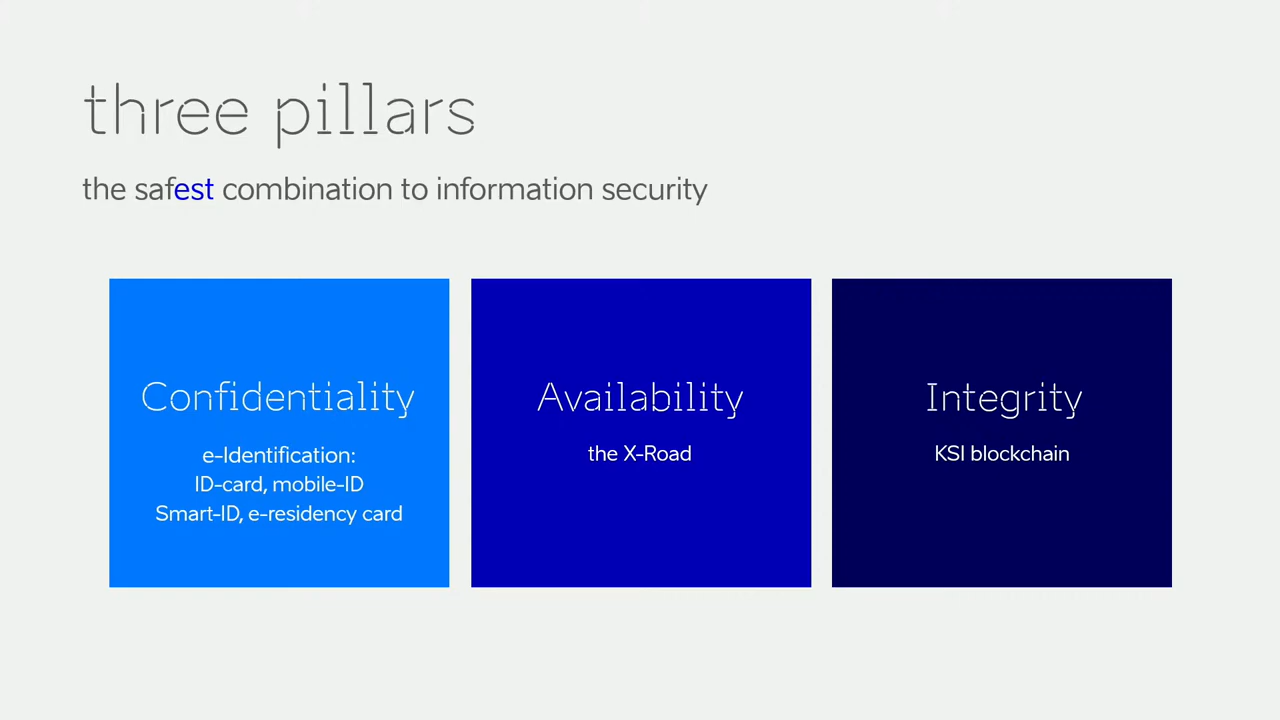 three pillars
the safest combination to information security
Confidentiality
e-Identification:
ID-card, mobile-ID
Smart-ID, e-residency card
Availability
the X-Road
Integrity
KSI blockchain